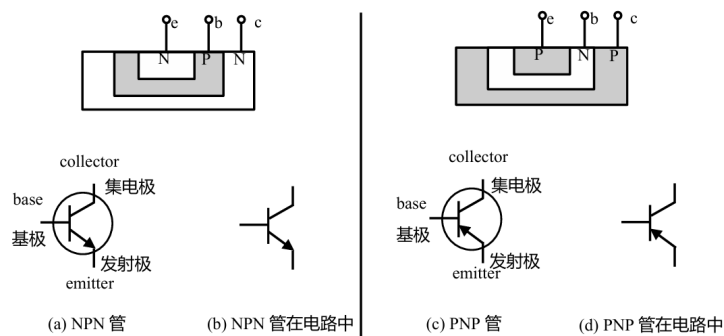 e b c
N P N
collector
集电极
base
基极
发射极
emitter
(a) NPN 管
(b) NPN 管在电路中
e b c
P N P
collector
集电极
base
基极
发射极
emitter
(c) PNP 管
(d) PNP 管在电路中